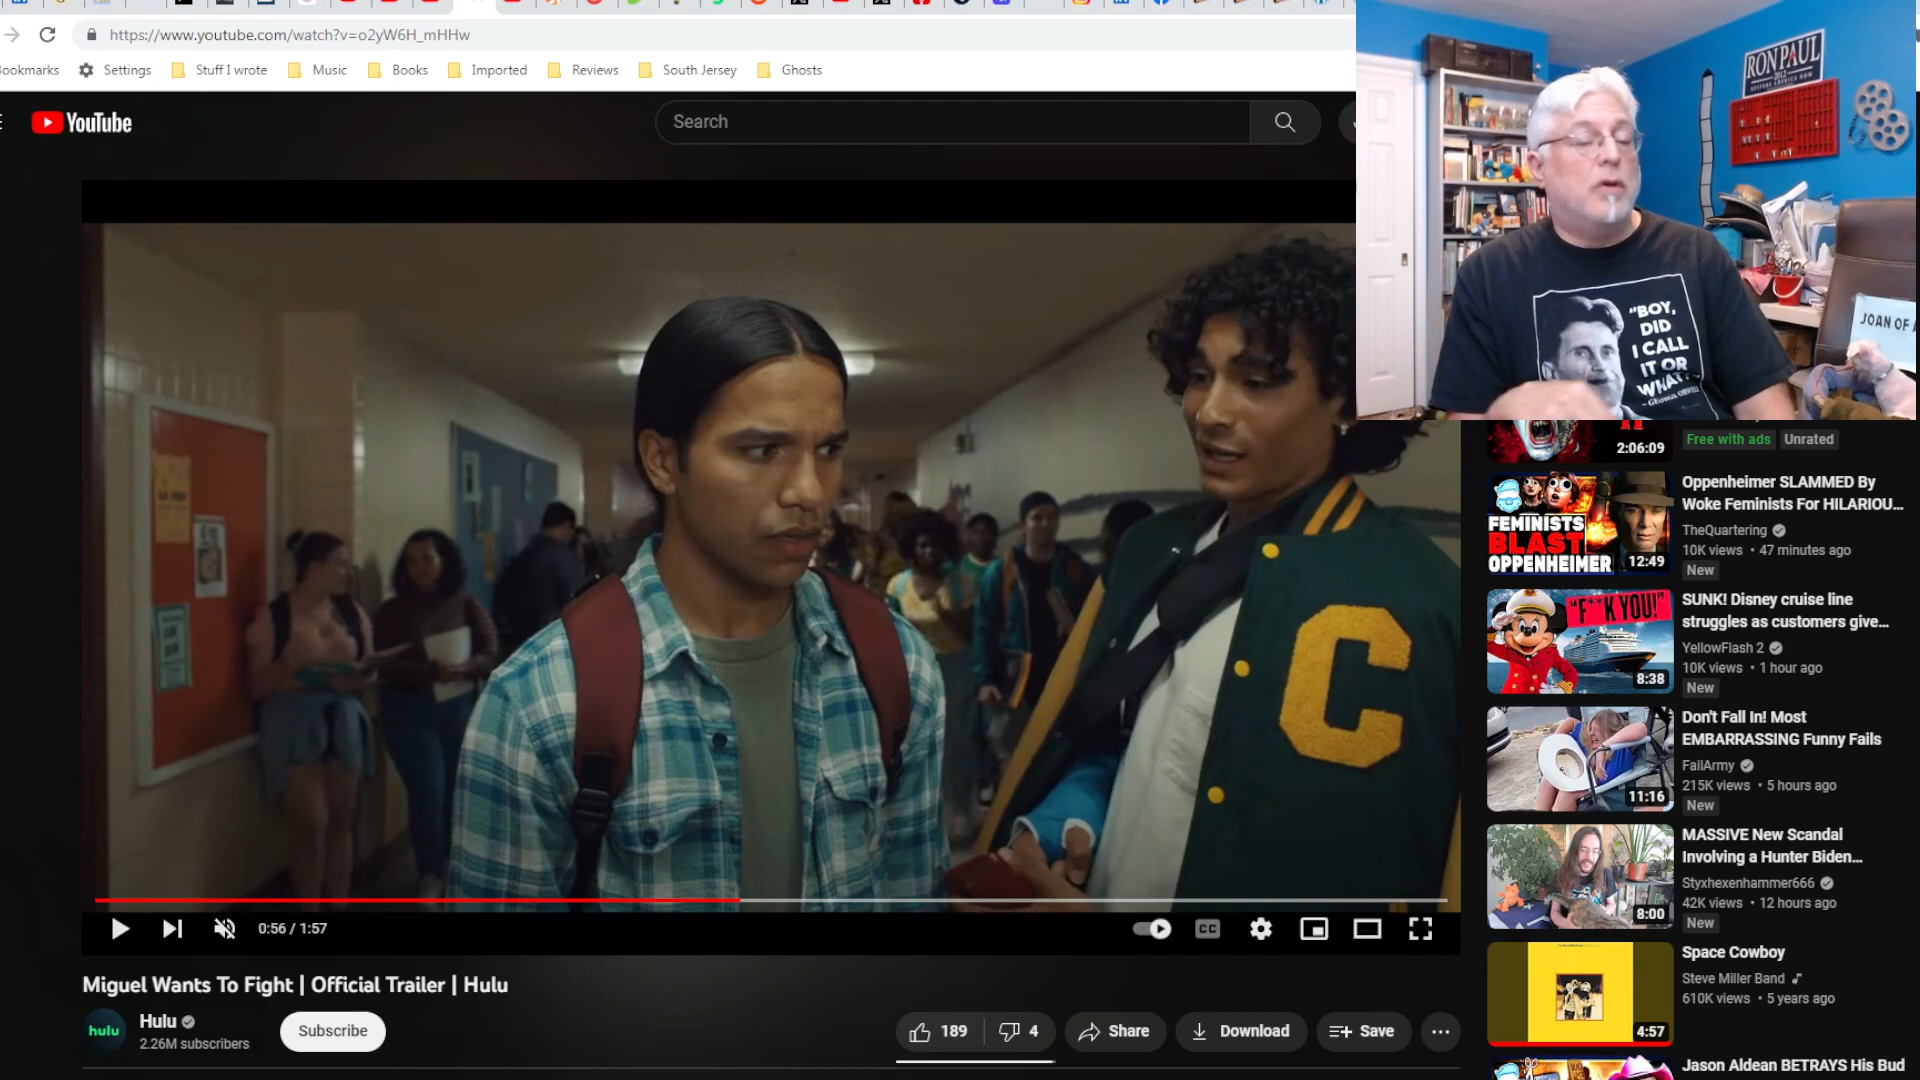 https://www.youtube.com/watch?v=o2yW6H_mHHw
ookmarks
Settings
Stuff I wrote
Music
Books
Imported
Reviews
South Jersey
Ghosts
YouTube
Search
RON PAUL
2012
RESTORE AMERICA NOW
"BOY,
DID
I CALL
IT OR
WHAT"
- GEORGE ORWELL
JOAN OF A
C
2:06:09
Free with ads
Unrated
FEMINISTS
BLAST
OPPENHEIMER
12:49
Oppenheimer SLAMMED By
Woke Feminists For HILARIOU...
TheQuartering
10K views • 47 minutes ago
New
"F**K YOU!"
8:38
SUNK! Disney cruise line
struggles as customers give...
YellowFlash 2
10K views • 1 hour ago
New
11:16
Don't Fall In! Most
EMBARRASSING Funny Fails
FailArmy
215K views • 5 hours ago
New
8:00
MASSIVE New Scandal
Involving a Hunter Biden...
Styxhexenhammer666
42K views • 12 hours ago
New
4:57
Space Cowboy
Steve Miller Band
610K views • 5 years ago
Jason Aldean BETRAYS His Bud
0:56 / 1:57
CC
Miguel Wants To Fight | Official Trailer | Hulu
hulu
Hulu
2.26M subscribers
Subscribe
189
4
Share
Download
Save